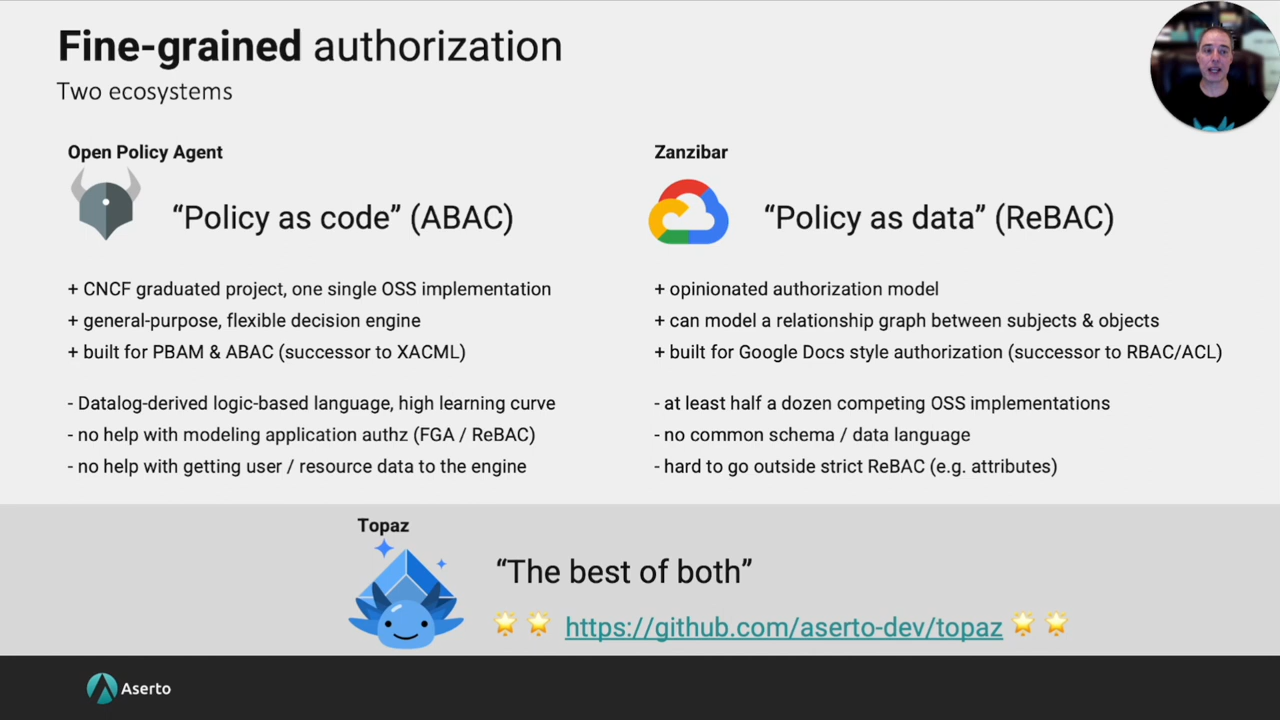 Fine-grained authorization
Two ecosystems
Open Policy Agent
“Policy as code” (ABAC)
+ CNCF graduated project, one single OSS implementation
+ general-purpose, flexible decision engine
+ built for PBAM & ABAC (successor to XACML)
- Datalog-derived logic-based language, high learning curve
- no help with modeling application authz (FGA / ReBAC)
- no help with getting user / resource data to the engine
Zanzibar
“Policy as data” (ReBAC)
+ opinionated authorization model
+ can model a relationship graph between subjects & objects
+ built for Google Docs style authorization (successor to RBAC/ACL)
- at least half a dozen competing OSS implementations
- no common schema / data language
- hard to go outside strict ReBAC (e.g. attributes)
Topaz
“The best of both”
https://github.com/aserto-dev/topaz
Aserto